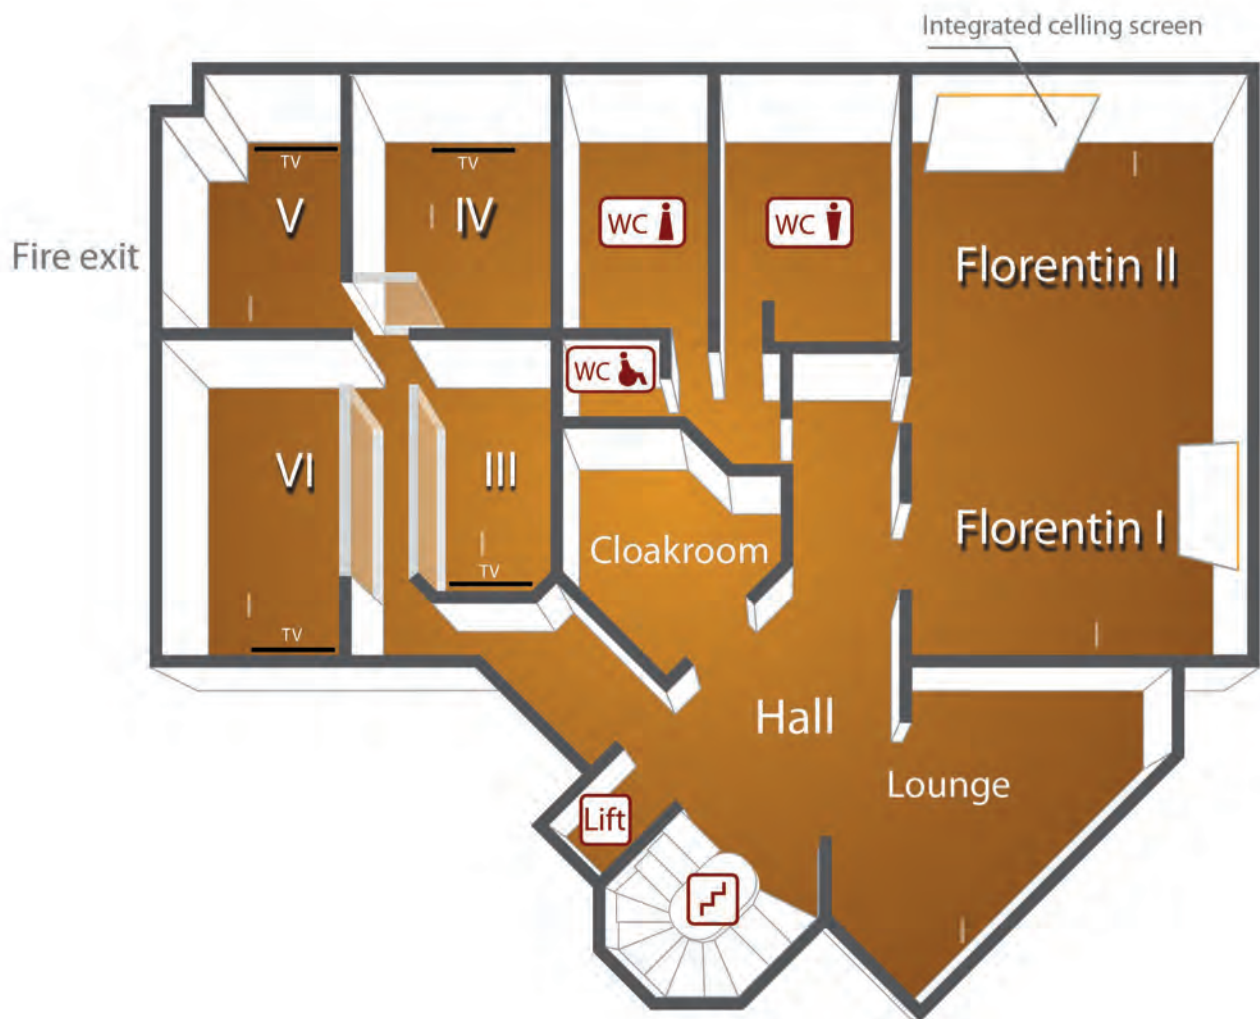 Integrated celling screen
TV
TV
V
IV
WC
WC
Fire exit
Florentin II
WC
VI
III
Florentin I
Cloakroom
TV
TV
Hall
Lounge
Lift